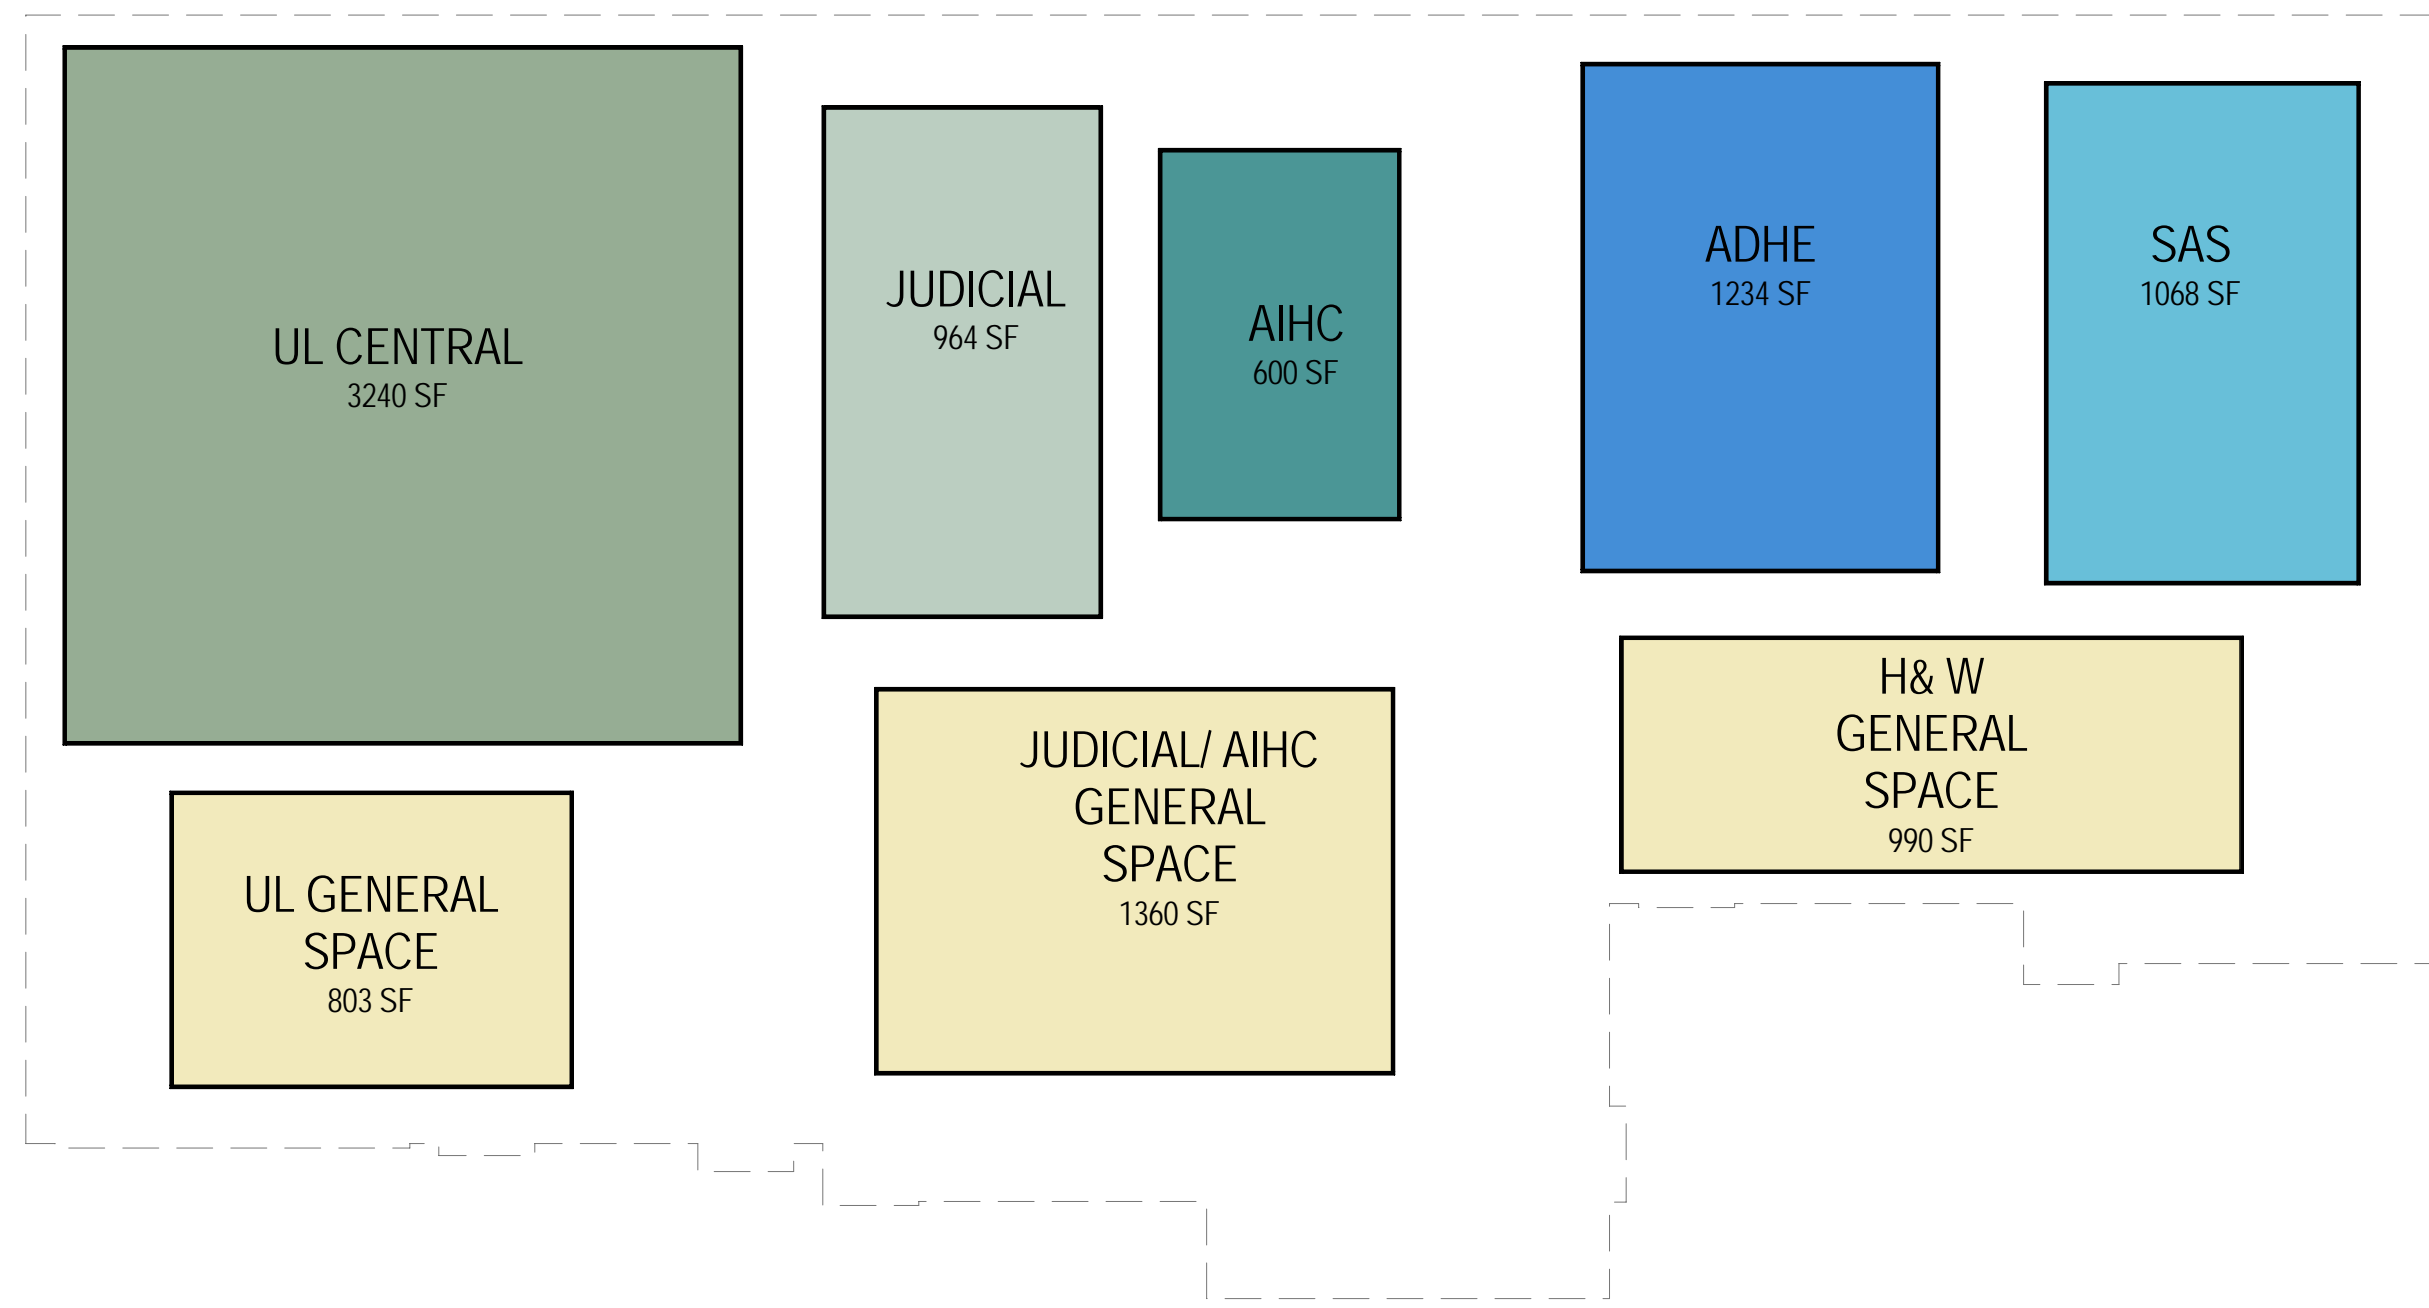 UL CENTRAL
3240 SF
JUDICIAL
964 SF
AIHC
600 SF
ADHE
1234 SF
SAS
1068 SF
UL GENERAL
SPACE
803 SF
JUDICIAL/ AIHC
GENERAL
SPACE
1360 SF
H& W
GENERAL
SPACE
990 SF